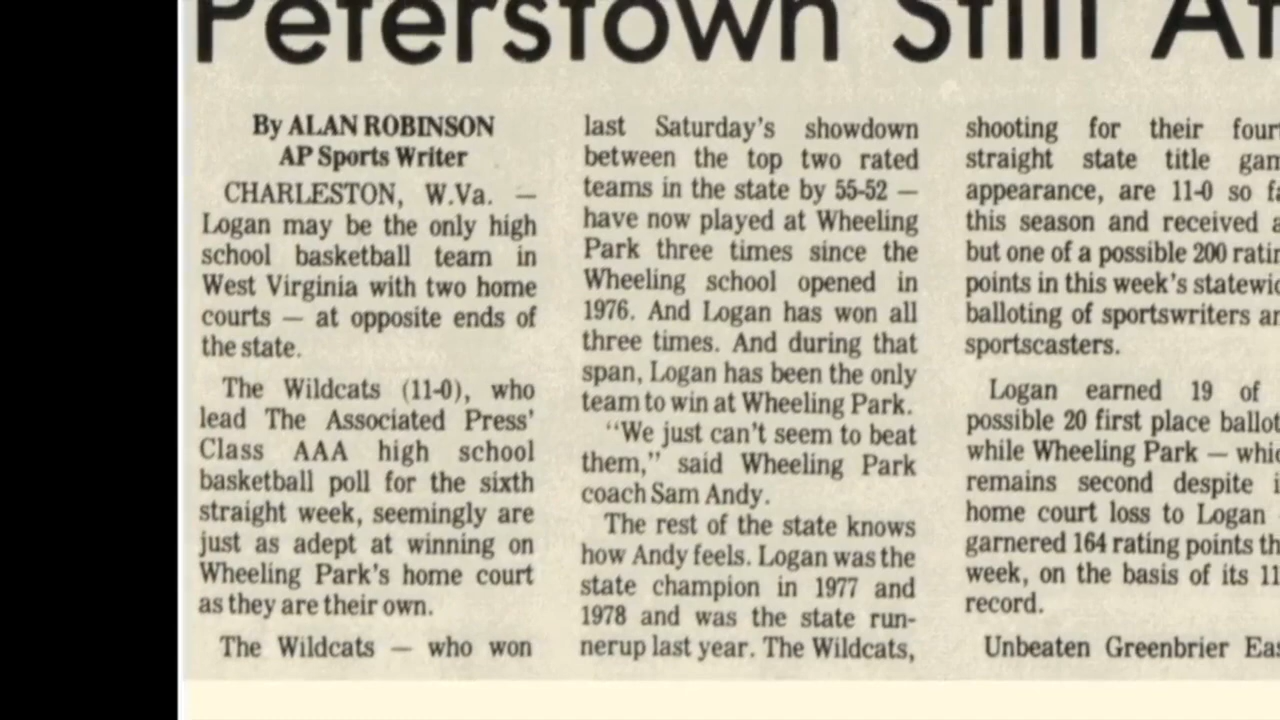 Peterstown Still
By ALAN ROBINSON
AP Sports Writer
CHARLESTON, W.Va. —
Logan may be the only high
school basketball team in
West Virginia with two home
courts — at opposite ends of
the state.
The Wildcats (11-0), who
lead The Associated Press'
Class AAA high school
basketball poll for the sixth
straight week, seemingly are
just as adept at winning on
Wheeling Park's home court
as they are their own.
The Wildcats — who won
last Saturday's showdown
between the top two rated
teams in the state by 55-52 —
have now played at Wheeling
Park three times since the
Wheeling school opened in
1976. And Logan has won all
three times. And during that
span, Logan has been the only
team to win at Wheeling Park.
"We just can't seem to beat
them," said Wheeling Park
coach Sam Andy.
The rest of the state knows
how Andy feels. Logan was the
state champion in 1977 and
1978 and was the state run-
nerup last year. The Wildcats,
shooting for their
straight state title
appearance, are 11-0 so
this season and received
but one of a possible 200
points in this week's
balloting of sportswriters
sportscasters.
Logan earned 19 of
possible 20 first place
while Wheeling Park —
remains second despite
home court loss to Logan
garnered 164 rating points
week, on the basis of its
record.
Unbeaten Greenbrier